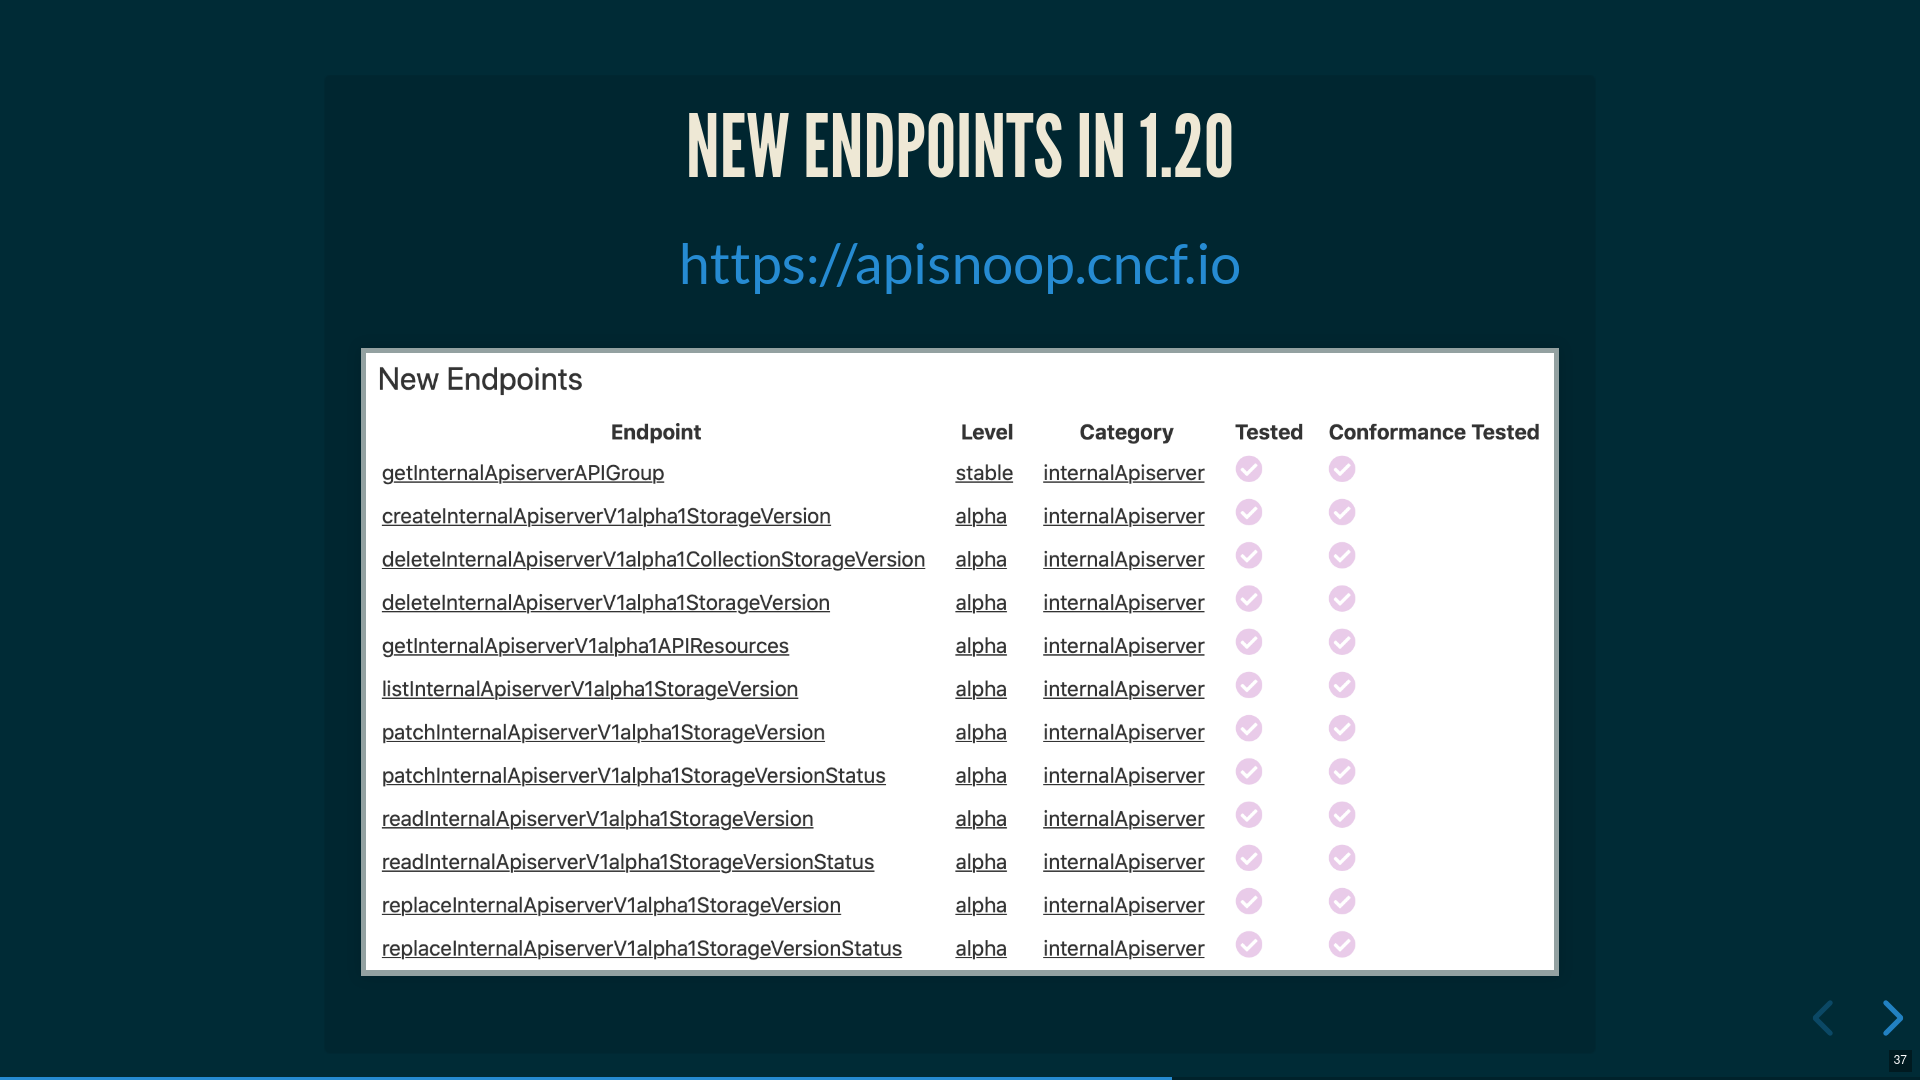 NEW ENDPOINTS IN 1.20
https://apisnoop.cncf.io
New Endpoints
Endpoint Level Category Tested Conformance Tested
getInternalApiserverAPIGroup stable internalApiserver
createInternalApiserverV1alpha1StorageVersion alpha internalApiserver
deleteInternalApiserverV1alpha1CollectionStorageVersion alpha internalApiserver
deleteInternalApiserverV1alpha1StorageVersion alpha internalApiserver
getInternalApiserverV1alpha1APIResources alpha internalApiserver
listInternalApiserverV1alpha1StorageVersion alpha internalApiserver
patchInternalApiserverV1alpha1StorageVersion alpha internalApiserver
patchInternalApiserverV1alpha1StorageVersionStatus alpha internalApiserver
readInternalApiserverV1alpha1StorageVersion alpha internalApiserver
readInternalApiserverV1alpha1StorageVersionStatus alpha internalApiserver
replaceInternalApiserverV1alpha1StorageVersion alpha internalApiserver
replaceInternalApiserverV1alpha1StorageVersionStatus alpha internalApiserver
37